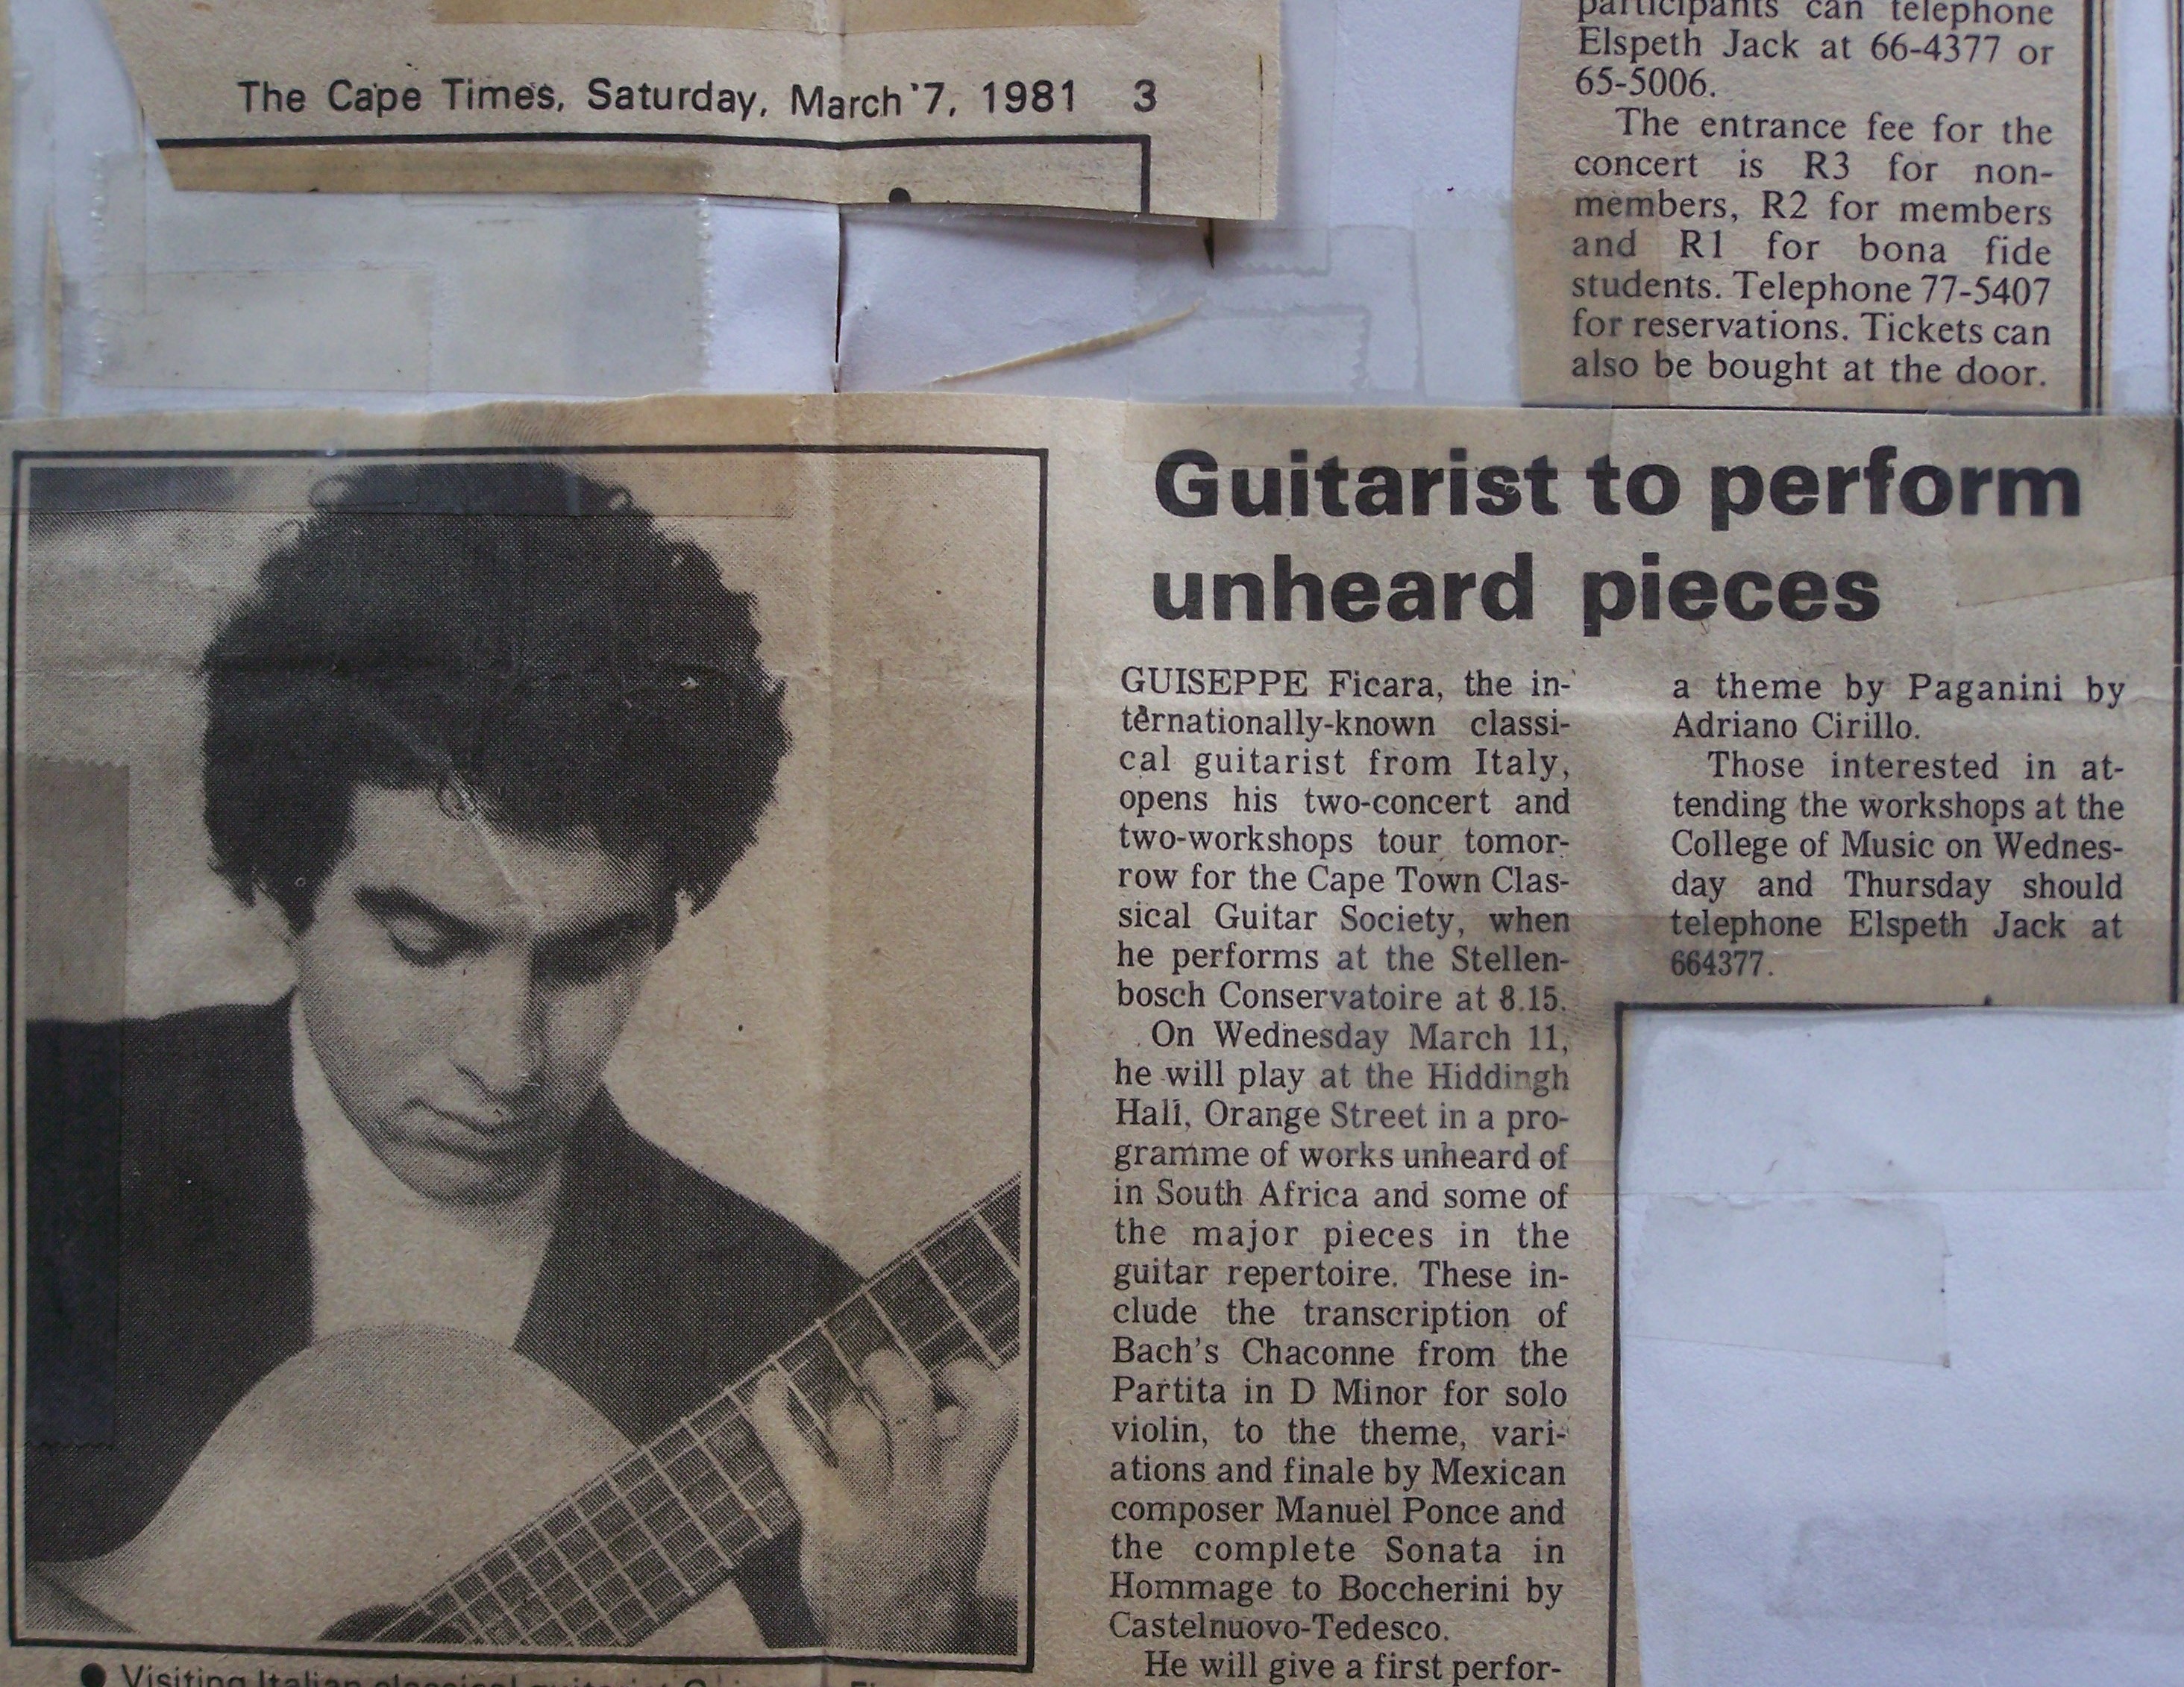 The Cape Times, Saturday, March 7, 1981 3
participants can telephone
Elspeth Jack at 66-4377 or
65-5006.
The entrance fee for the
concert is R3 for non-
members, R2 for members
and R1 for bona fide
students. Telephone 77-5407
for reservations. Tickets can
also be bought at the door.
Guitarist to perform
unheard pieces
GUISEPPE Ficara, the in-
ternationally-known classi-
cal guitarist from Italy,
opens his two-concert and
two-workshops tour tomor-
row for the Cape Town Clas-
sical Guitar Society, when
he performs at the Stellen-
bosch Conservatoire at 8.15.
On Wednesday March 11,
he will play at the Hiddingh
Hall, Orange Street in a pro-
gramme of works unheard of
in South Africa and some of
the major pieces in the
guitar repertoire. These in-
clude the transcription of
Bach's Chaconne from the
Partita in D Minor for solo
violin, to the theme, vari-
ations and finale by Mexican
composer Manuel Ponce and
the complete Sonata in
Hommage to Boccherini by
Castelnuovo-Tedesco.
He will give a first perfor-
a theme by Paganini by
Adriano Cirillo.
Those interested in at-
tending the workshops at the
College of Music on Wednes-
day and Thursday should
telephone Elspeth Jack at
664377.
● Visiting Italian classical guitarist